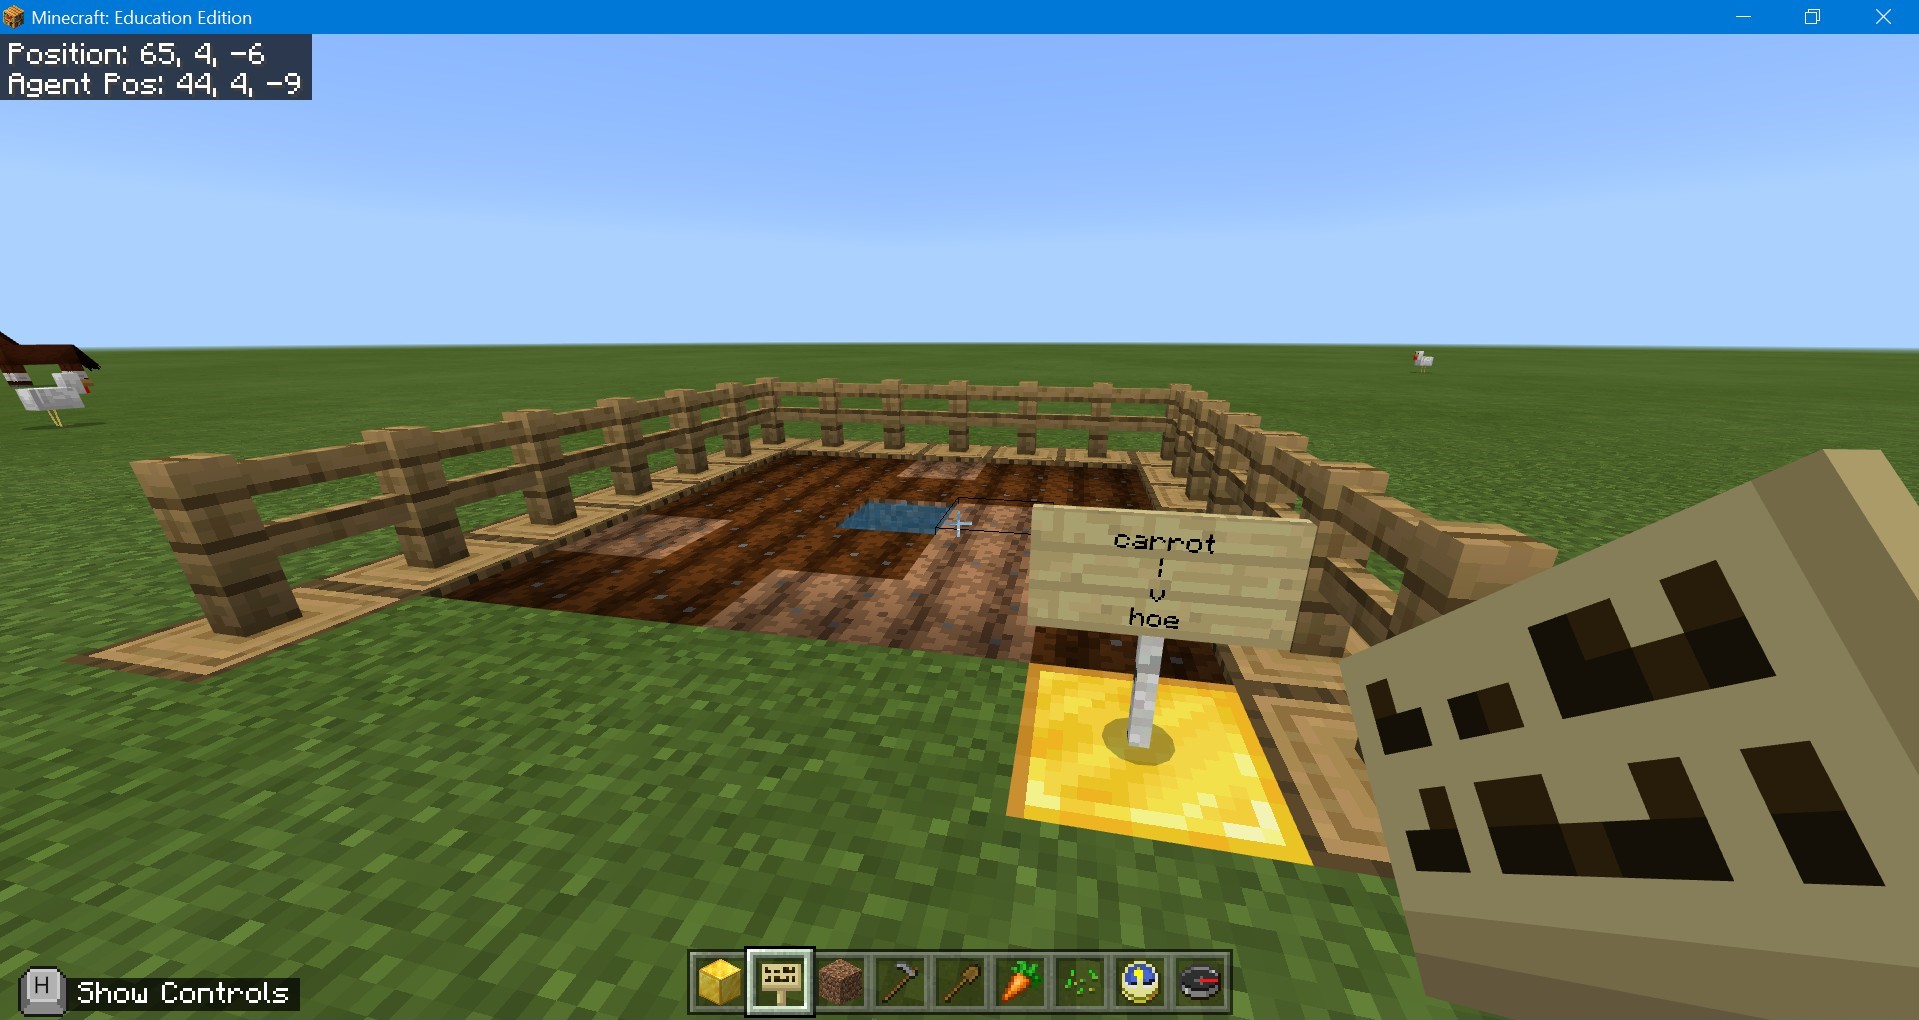 Minecraft: Education Edition
Position: 65, 4, -6
Agent Pos: 44, 4, -9
carrot
|
v
hoe
H
Show Controls